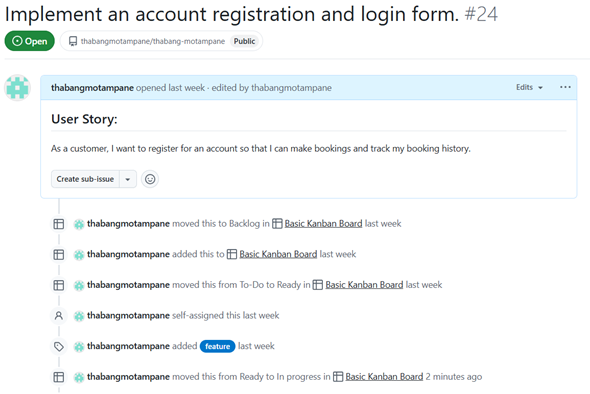 Implement an account registration and login form. #24
Open thabangmotampane/thabang-motampane Public
thabangmotampane opened last week · edited by thabangmotampane Edits
User Story:
As a customer, I want to register for an account so that I can make bookings and track my booking history.
Create sub-issue
thabangmotampane moved this to Backlog in Basic Kanban Board last week
thabangmotampane added this to Basic Kanban Board last week
thabangmotampane moved this from To-Do to Ready in Basic Kanban Board last week
thabangmotampane self-assigned this last week
thabangmotampane added feature last week
thabangmotampane moved this from Ready to In progress in Basic Kanban Board 2 minutes ago